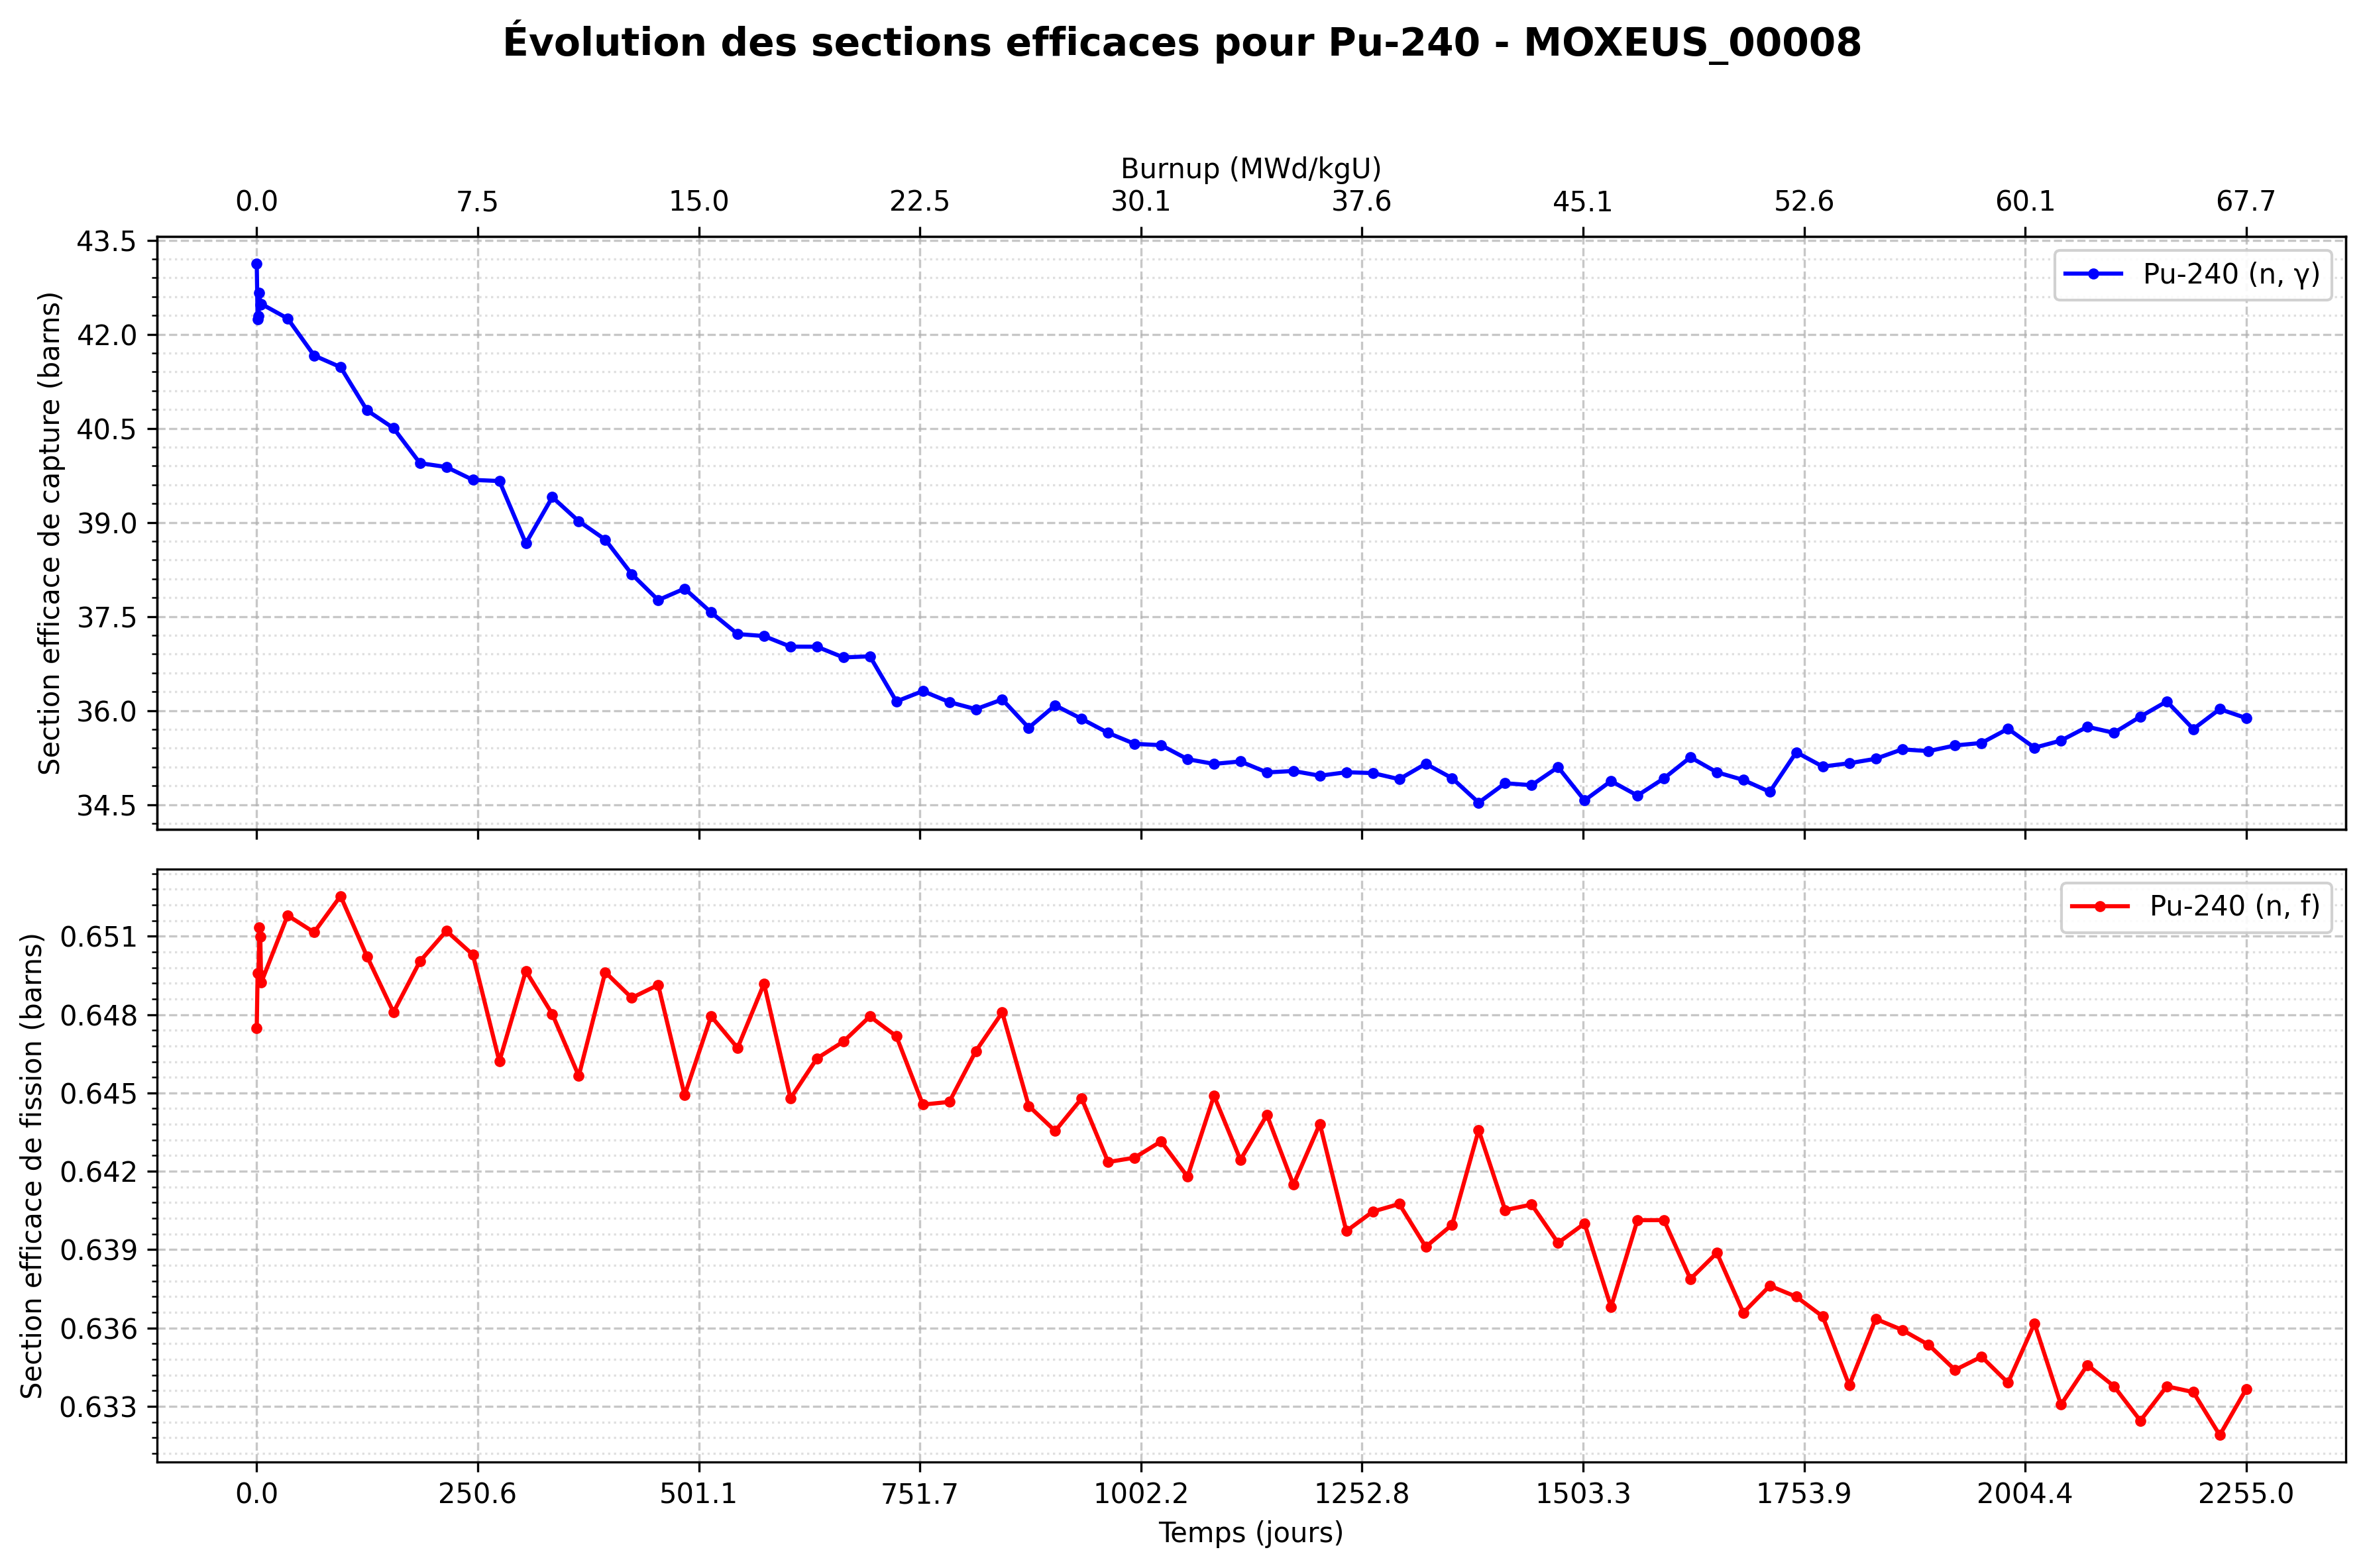 Évolution des sections efficaces pour Pu-240 - MOXEUS_00008
Burnup (MWd/kgU)
0.0 7.5 15.0 22.5 30.1 37.6 45.1 52.6 60.1 67.7
Section efficace de capture (barns)
43.5
42.0
40.5
39.0
37.5
36.0
34.5
Pu-240 (n, γ)
Section efficace de fission (barns)
0.651
0.648
0.645
0.642
0.639
0.636
0.633
Pu-240 (n, f)
0.0 250.6 501.1 751.7 1002.2 1252.8 1503.3 1753.9 2004.4 2255.0
Temps (jours)